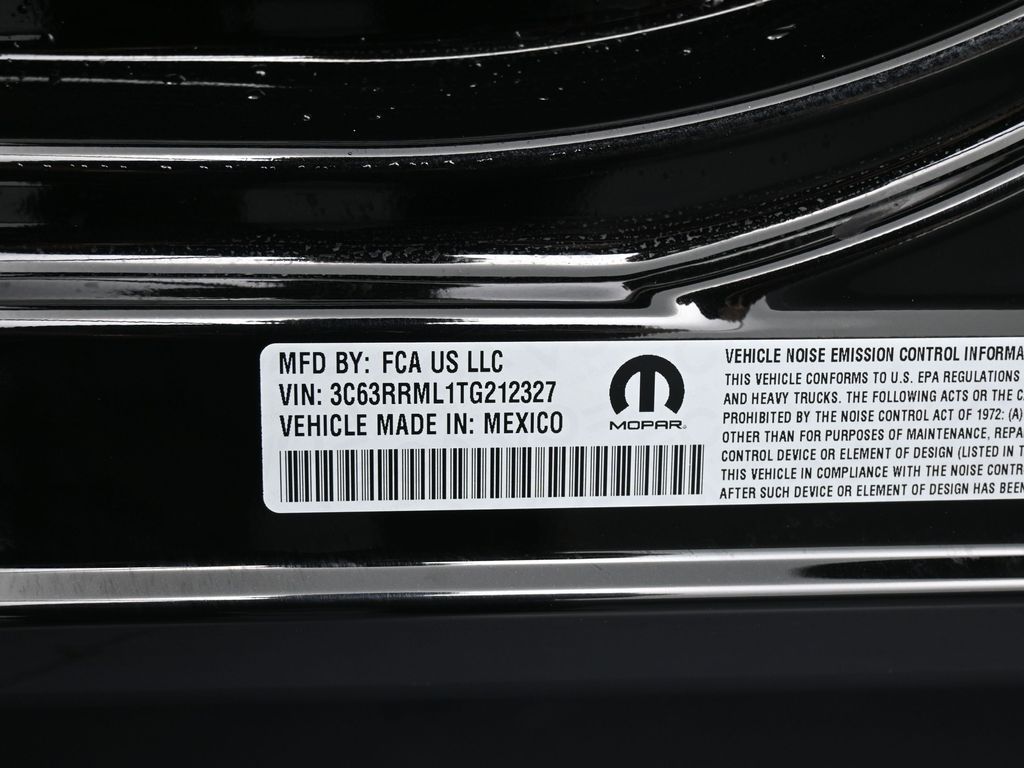 MFD BY: FCA US LLC
VIN: 3C63RRML1TG212327
VEHICLE MADE IN: MEXICO
MOPAR®
VEHICLE NOISE EMISSION CONTROL INFORMA
THIS VEHICLE CONFORMS TO U.S. EPA REGULATIONS
AND HEAVY TRUCKS. THE FOLLOWING ACTS OR THE CA
PROHIBITED BY THE NOISE CONTROL ACT OF 1972: (A)
OTHER THAN FOR PURPOSES OF MAINTENANCE, REPA
CONTROL DEVICE OR ELEMENT OF DESIGN (LISTED IN T
THIS VEHICLE IN COMPLIANCE WITH THE NOISE CONTR
AFTER SUCH DEVICE OR ELEMENT OF DESIGN HAS BEEN